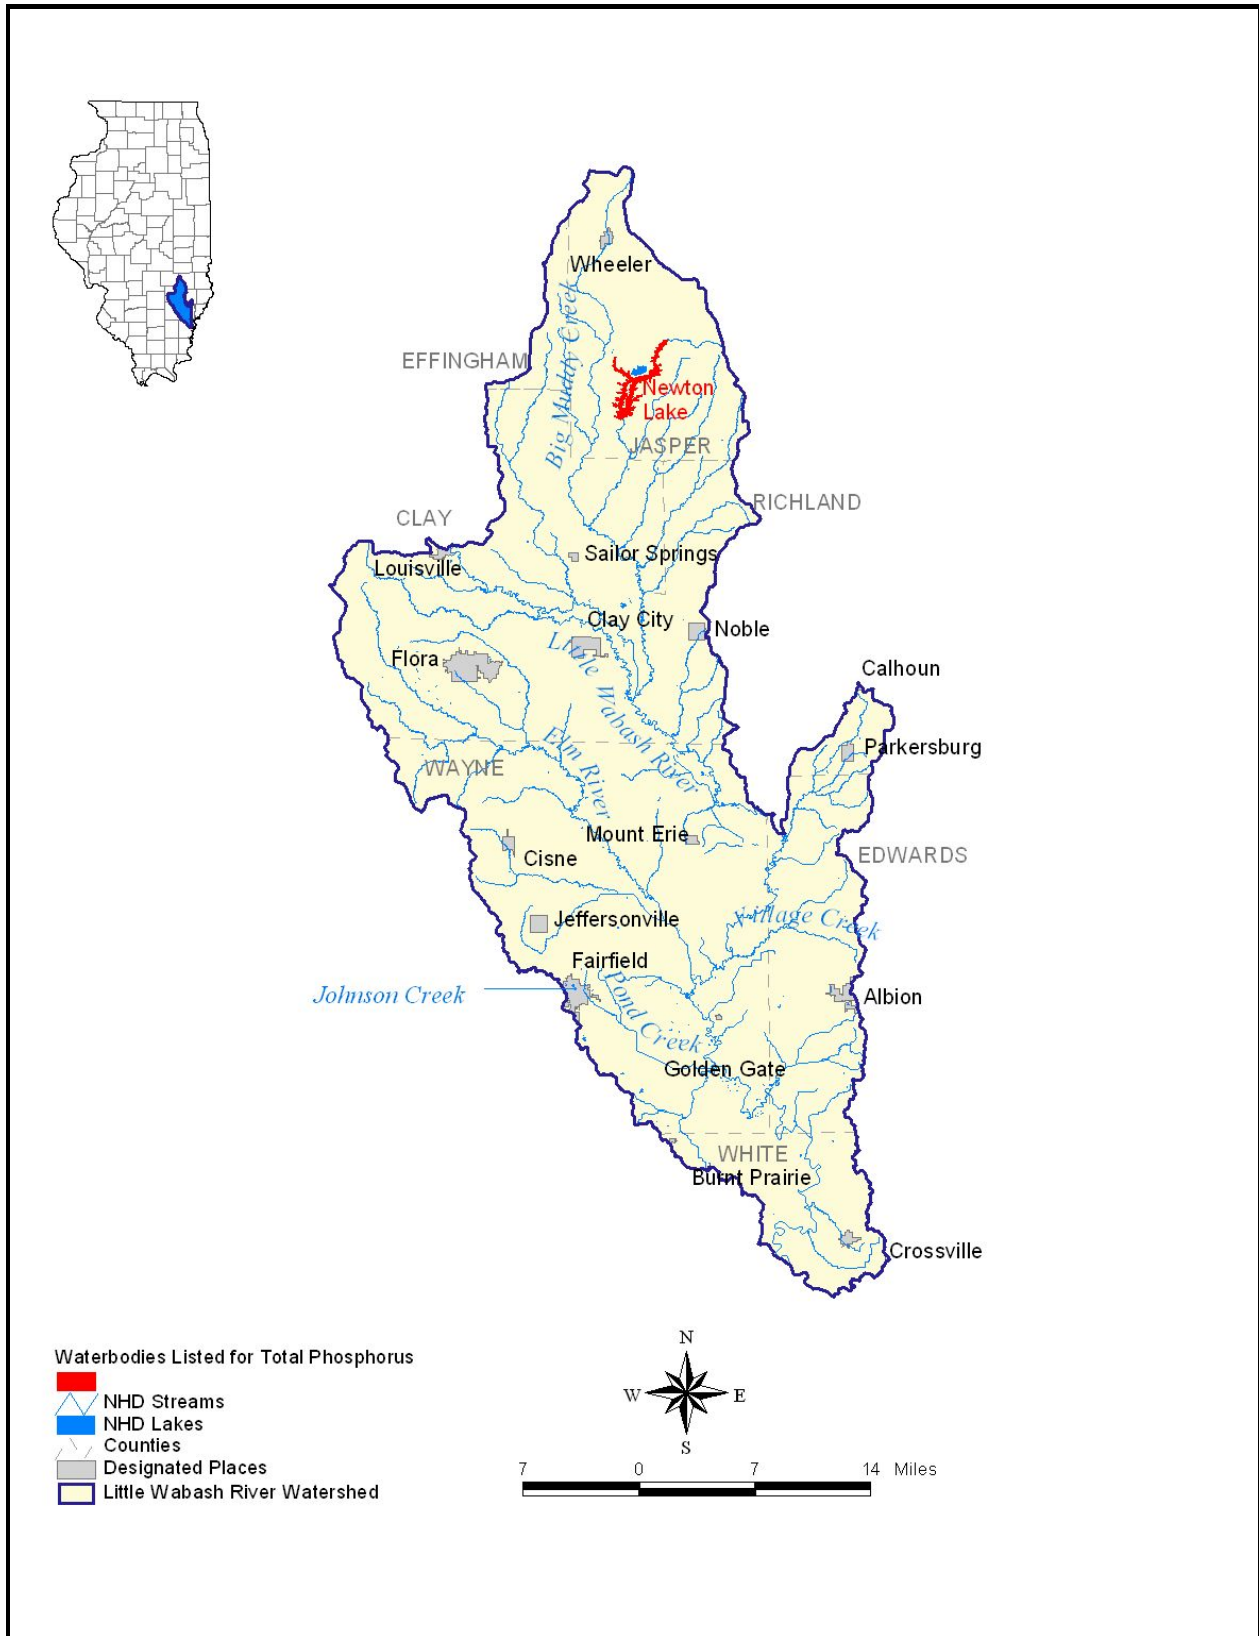 Wheeler
EFFINGHAM
Big Muddy Creek
Newton
Lake
JASPER
RICHLAND
CLAY
Sailor Springs
Louisville
Clay City
Noble
Flora
Little Wabash River
Calhoun
Elm River
Parkersburg
WAYNE
Mount Erie
Cisne
EDWARDS
Jeffersonville
Village Creek
Fairfield
Johnson Creek
Pond Creek
Albion
Golden Gate
WHITE
Burnt Prairie
Crossville
Waterbodies Listed for Total Phosphorus
NHD Streams
NHD Lakes
Counties
Designated Places
Little Wabash River Watershed
N
W E
S
7 0 7 14 Miles